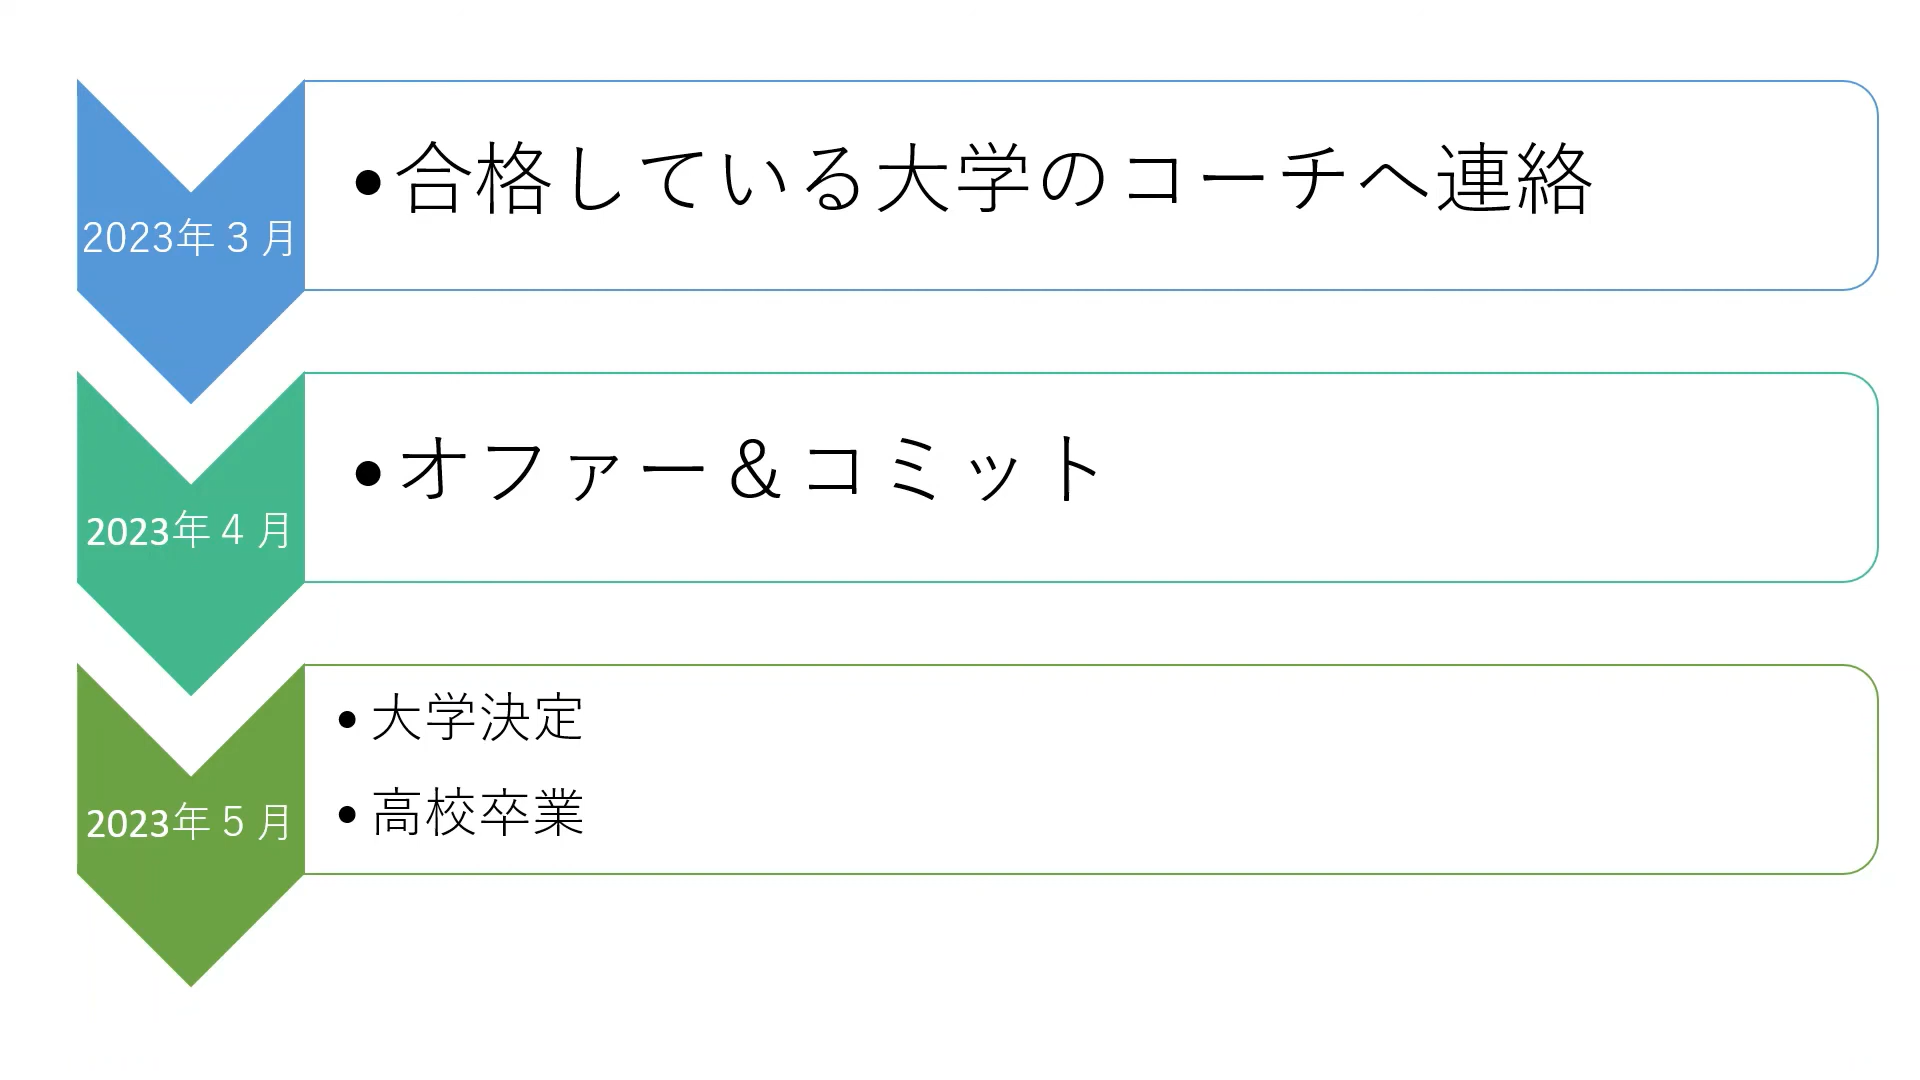 2023年３月
•合格している大学のコーチへ連絡
2023年４月
•オファー＆コミット
2023年５月
•大学決定
•高校卒業